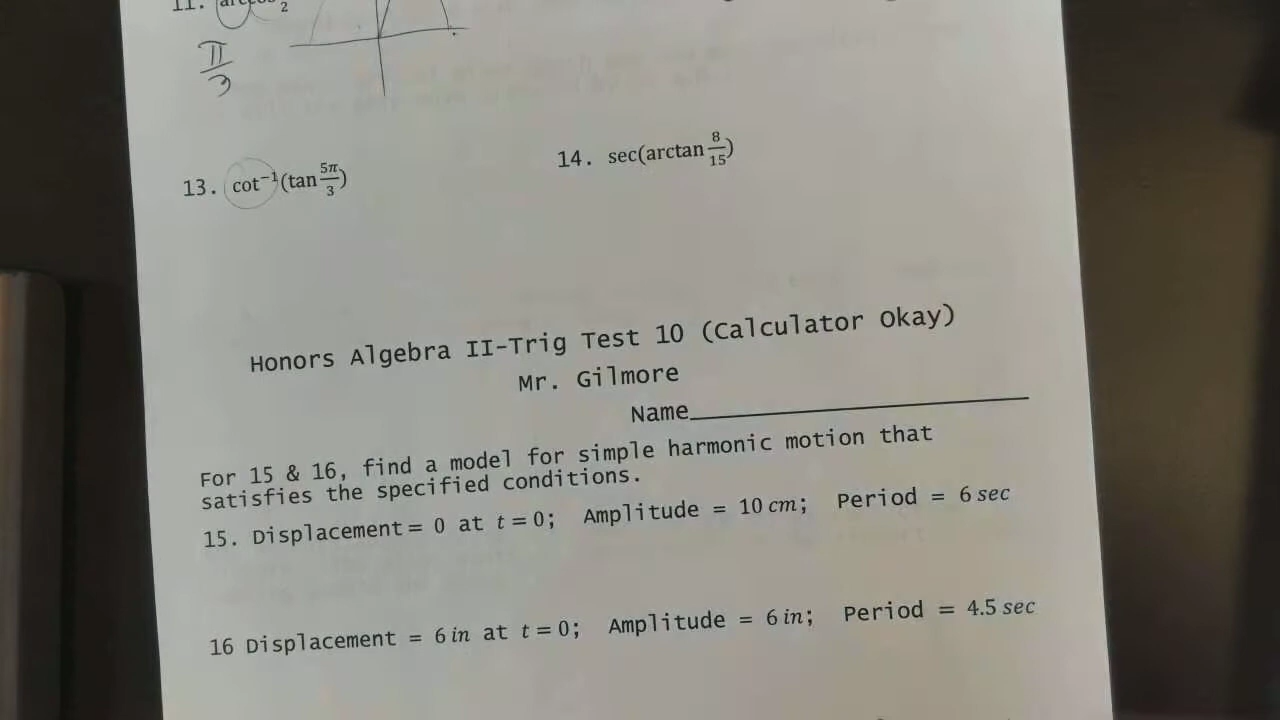 11. arccos 2
π/3
13. cot⁻¹(tan 5π/3)
14. sec(arctan 8/15)
Honors Algebra II-Trig Test 10 (Calculator Okay)
Mr. Gilmore
Name
For 15 & 16, find a model for simple harmonic motion that
satisfies the specified conditions.
15. Displacement = 0 at t = 0; Amplitude = 10 cm; Period = 6 sec
16 Displacement = 6 in at t = 0; Amplitude = 6 in; Period = 4.5 sec